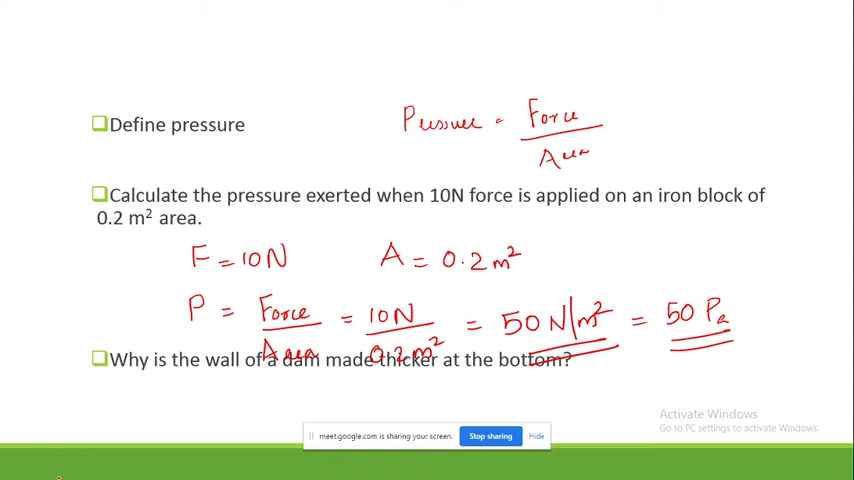 ❑Define pressure
Pressure = Force / Area
❑Calculate the pressure exerted when 10N force is applied on an iron block of
0.2 m² area.
F = 10N A = 0.2 m²
P = Force / Area = 10N / 0.2m² = 50 N/m² = 50 Pa
❑Why is the wall of a dam made thicker at the bottom?
Activate Windows
Go to PC settings to activate Windows.
meet.google.com is sharing your screen. Stop sharing Hide